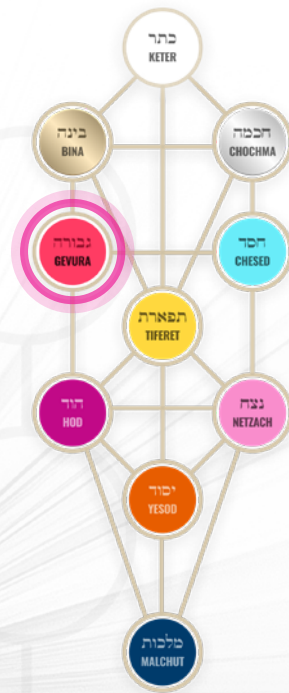 כתר
KETER
בינה
BINA
חכמה
CHOCHMA
גבורה
GEVURA
חסד
CHESED
תפארת
TIFERET
הוד
HOD
נצח
NETZACH
יסוד
YESOD
מלכות
MALCHUT